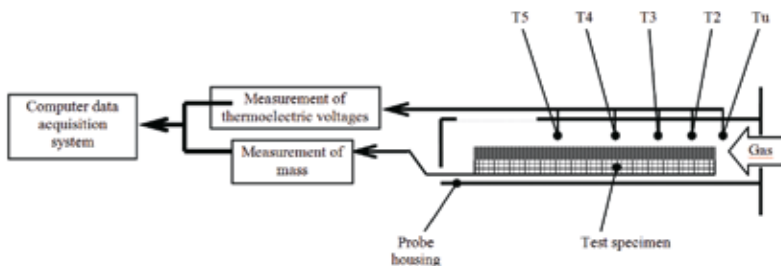 T5 T4 T3 T2 Tu
Measurement of
thermoelectric voltages
Computer data
acquisition
system
Measurement of
mass
Gas
Probe
housing
Test specimen